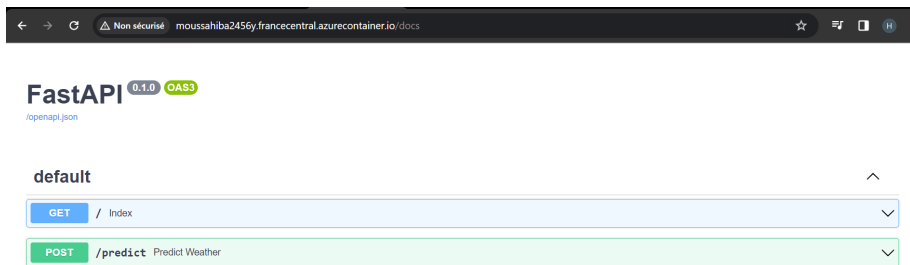 Non sécurisé moussahiba2456y.francecentral.azurecontainer.io/docs H
FastAPI 0.1.0 OAS3
/openapi.json
default
GET / Index
POST /predict Predict Weather